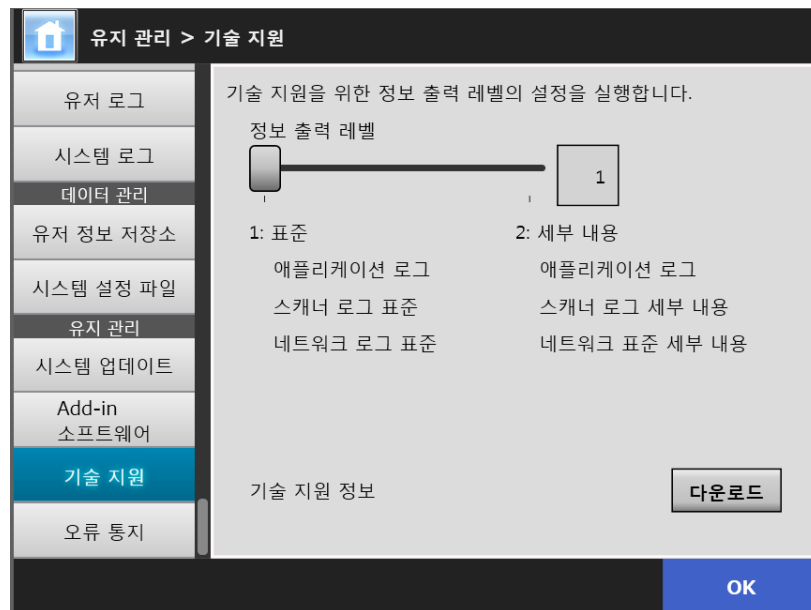 유지 관리 > 기술 지원
유저 로그
시스템 로그
데이터 관리
유저 정보 저장소
시스템 설정 파일
유지 관리
시스템 업데이트
Add-in
소프트웨어
기술 지원
오류 통지
기술 지원을 위한 정보 출력 레벨의 설정을 실행합니다.
정보 출력 레벨
1
1: 표준
애플리케이션 로그
스캐너 로그 표준
네트워크 로그 표준
2: 세부 내용
애플리케이션 로그
스캐너 로그 세부 내용
네트워크 표준 세부 내용
기술 지원 정보
다운로드
OK